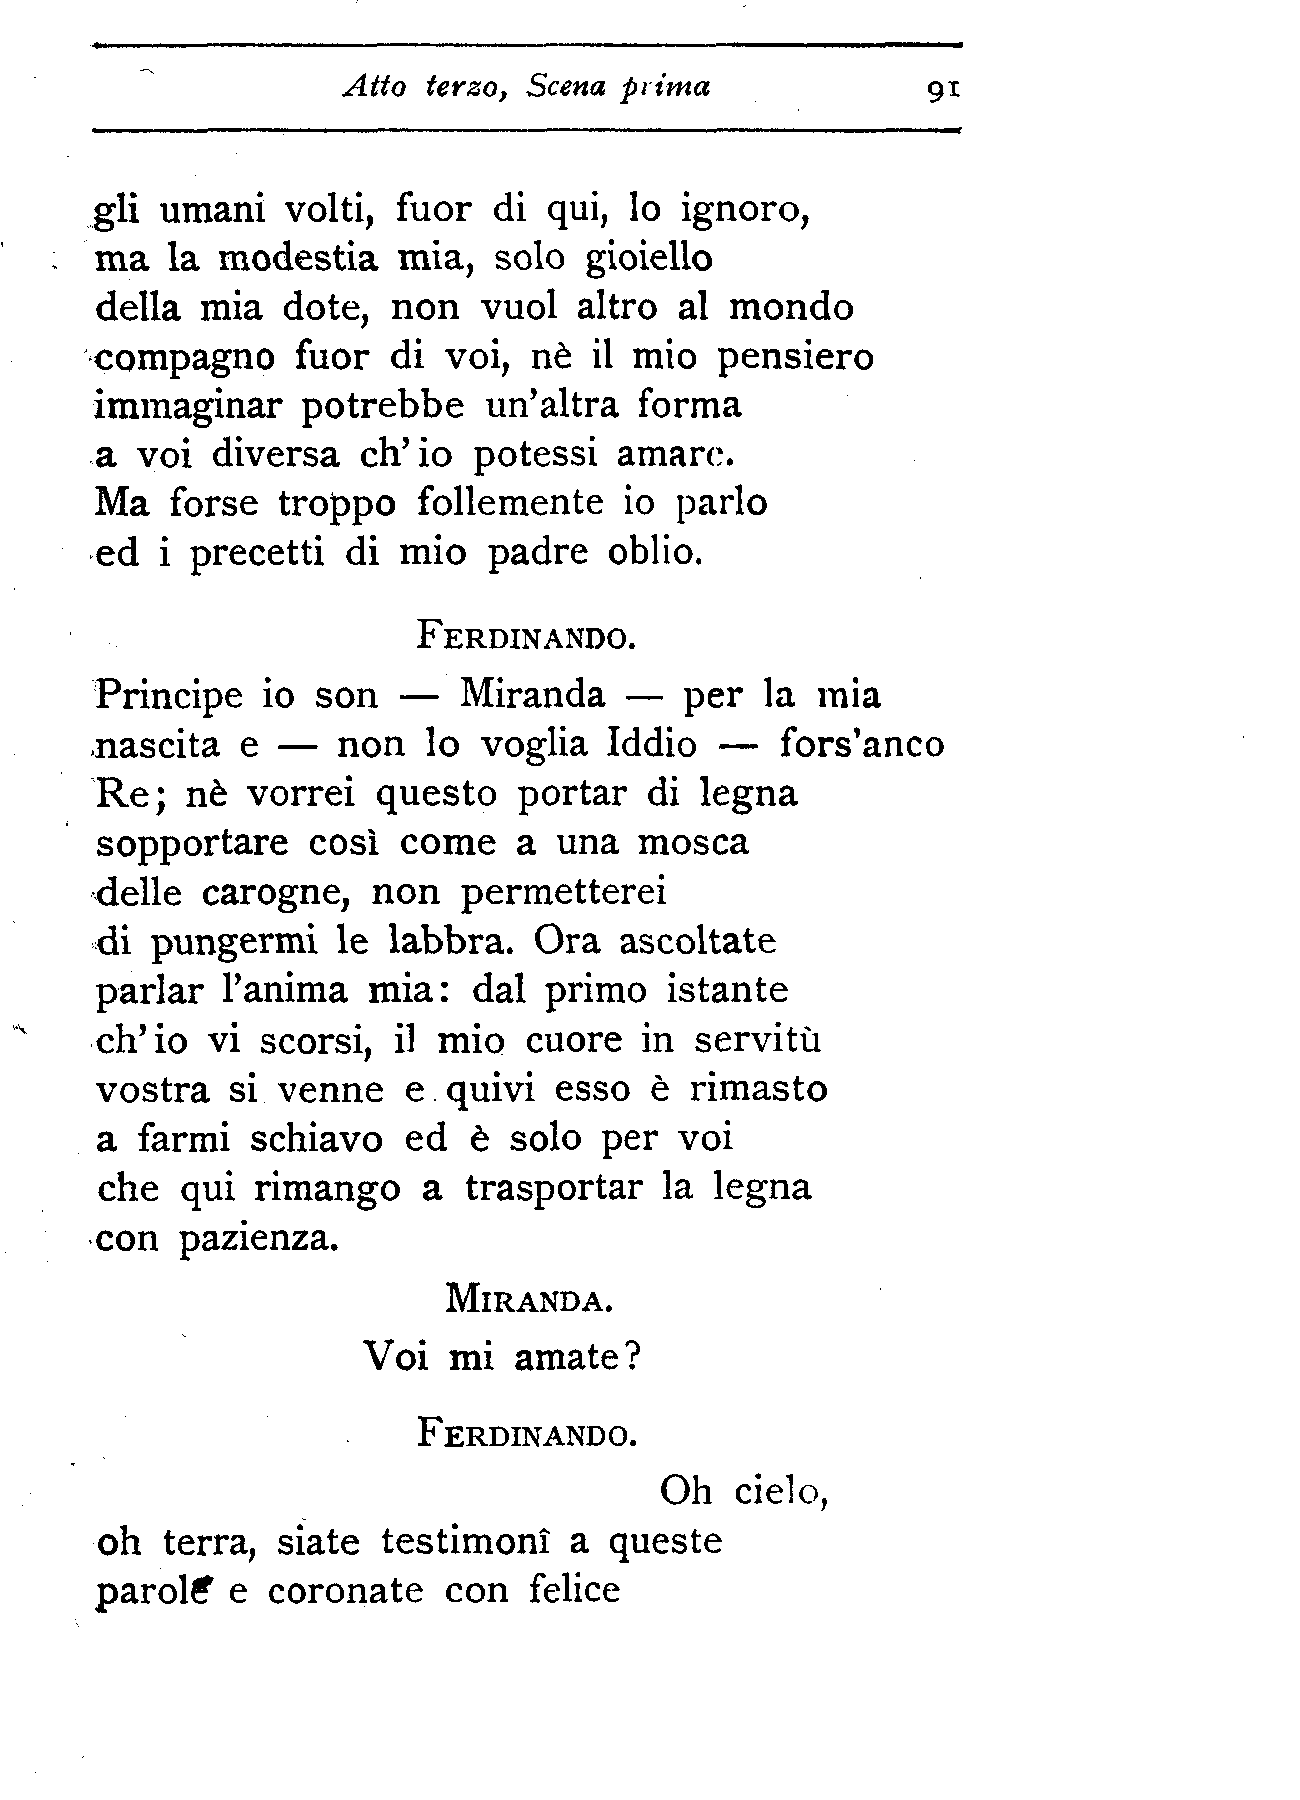 Atto terzo, Scena prima 91
gli umani volti, fuor di qui, lo ignoro,
ma la modestia mia, solo gioiello
della mia dote, non vuol altro al mondo
compagno fuor di voi, nè il mio pensiero
immaginar potrebbe un'altra forma
a voi diversa ch' io potessi amare.
Ma forse troppo follemente io parlo
ed i precetti di mio padre oblio.
FERDINANDO.
Principe io son — Miranda — per la mia
nascita e — non lo voglia Iddio — fors'anco
Re; nè vorrei questo portar di legna
sopportare così come a una mosca
delle carogne, non permetterei
di pungermi le labbra. Ora ascoltate
parlar l'anima mia: dal primo istante
ch' io vi scorsi, il mio cuore in servitù
vostra si venne e quivi esso è rimasto
a farmi schiavo ed è solo per voi
che qui rimango a trasportar la legna
con pazienza.
MIRANDA.
Voi mi amate?
FERDINANDO.
Oh cielo,
oh terra, siate testimonî a queste
parole e coronate con felice